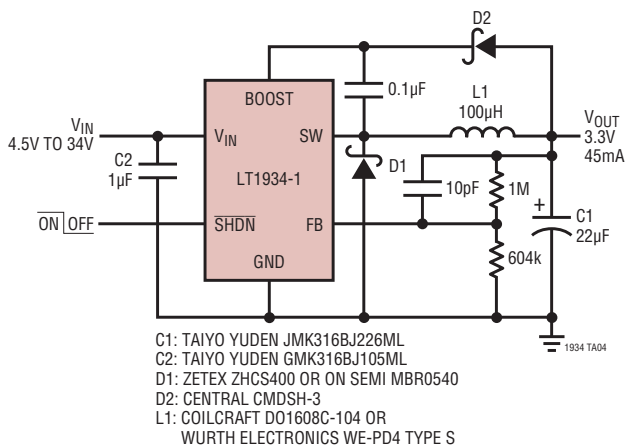 D2
BOOST
0.1µF
L1
100µH
VIN
4.5V TO 34V
VIN
SW
VOUT
3.3V
45mA
C2
1µF
LT1934-1
D1
10pF
1M
ON OFF
SHDN
FB
+
C1
22µF
604k
GND
1934 TA04
C1: TAIYO YUDEN JMK316BJ226ML
C2: TAIYO YUDEN GMK316BJ105ML
D1: ZETEX ZHCS400 OR ON SEMI MBR0540
D2: CENTRAL CMDSH-3
L1: COILCRAFT DO1608C-104 OR
WURTH ELECTRONICS WE-PD4 TYPE S